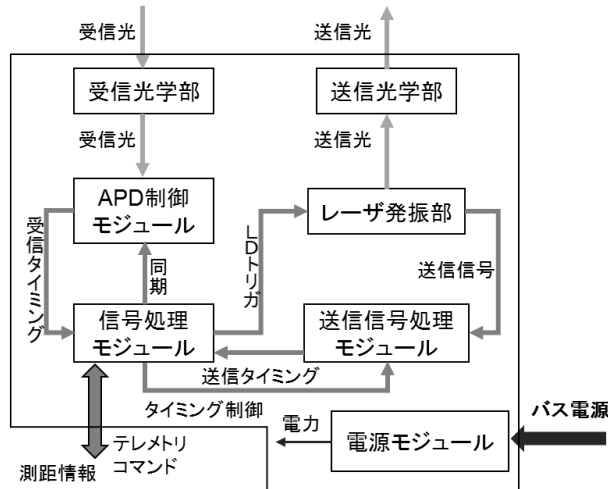 受信光
送信光
受信光学部
送信光学部
受信光
送信光
APD制御
モジュール
レーザ発振部
受信タイミング
同期
LDトリガ
送信信号
信号処理
モジュール
送信信号処理
モジュール
送信タイミング
タイミング制御
バス電源
電力
電源モジュール
テレメトリ
コマンド
測距情報